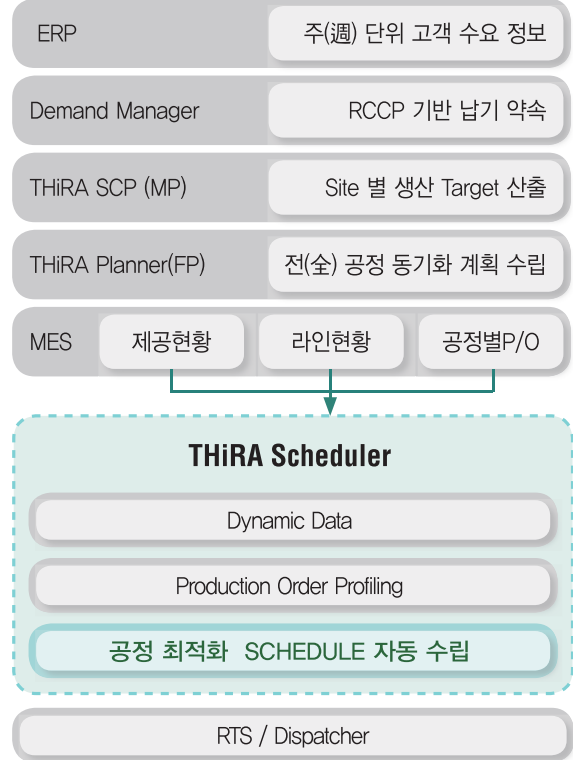 ERP 주(週) 단위 고객 수요 정보
Demand Manager RCCP 기반 납기 약속
THiRA SCP (MP) Site 별 생산 Target 산출
THiRA Planner(FP) 전(全) 공정 동기화 계획 수립
MES 제공현황 라인현황 공정별P/O
THiRA Scheduler
Dynamic Data
Production Order Profiling
공정 최적화 SCHEDULE 자동 수립
RTS / Dispatcher